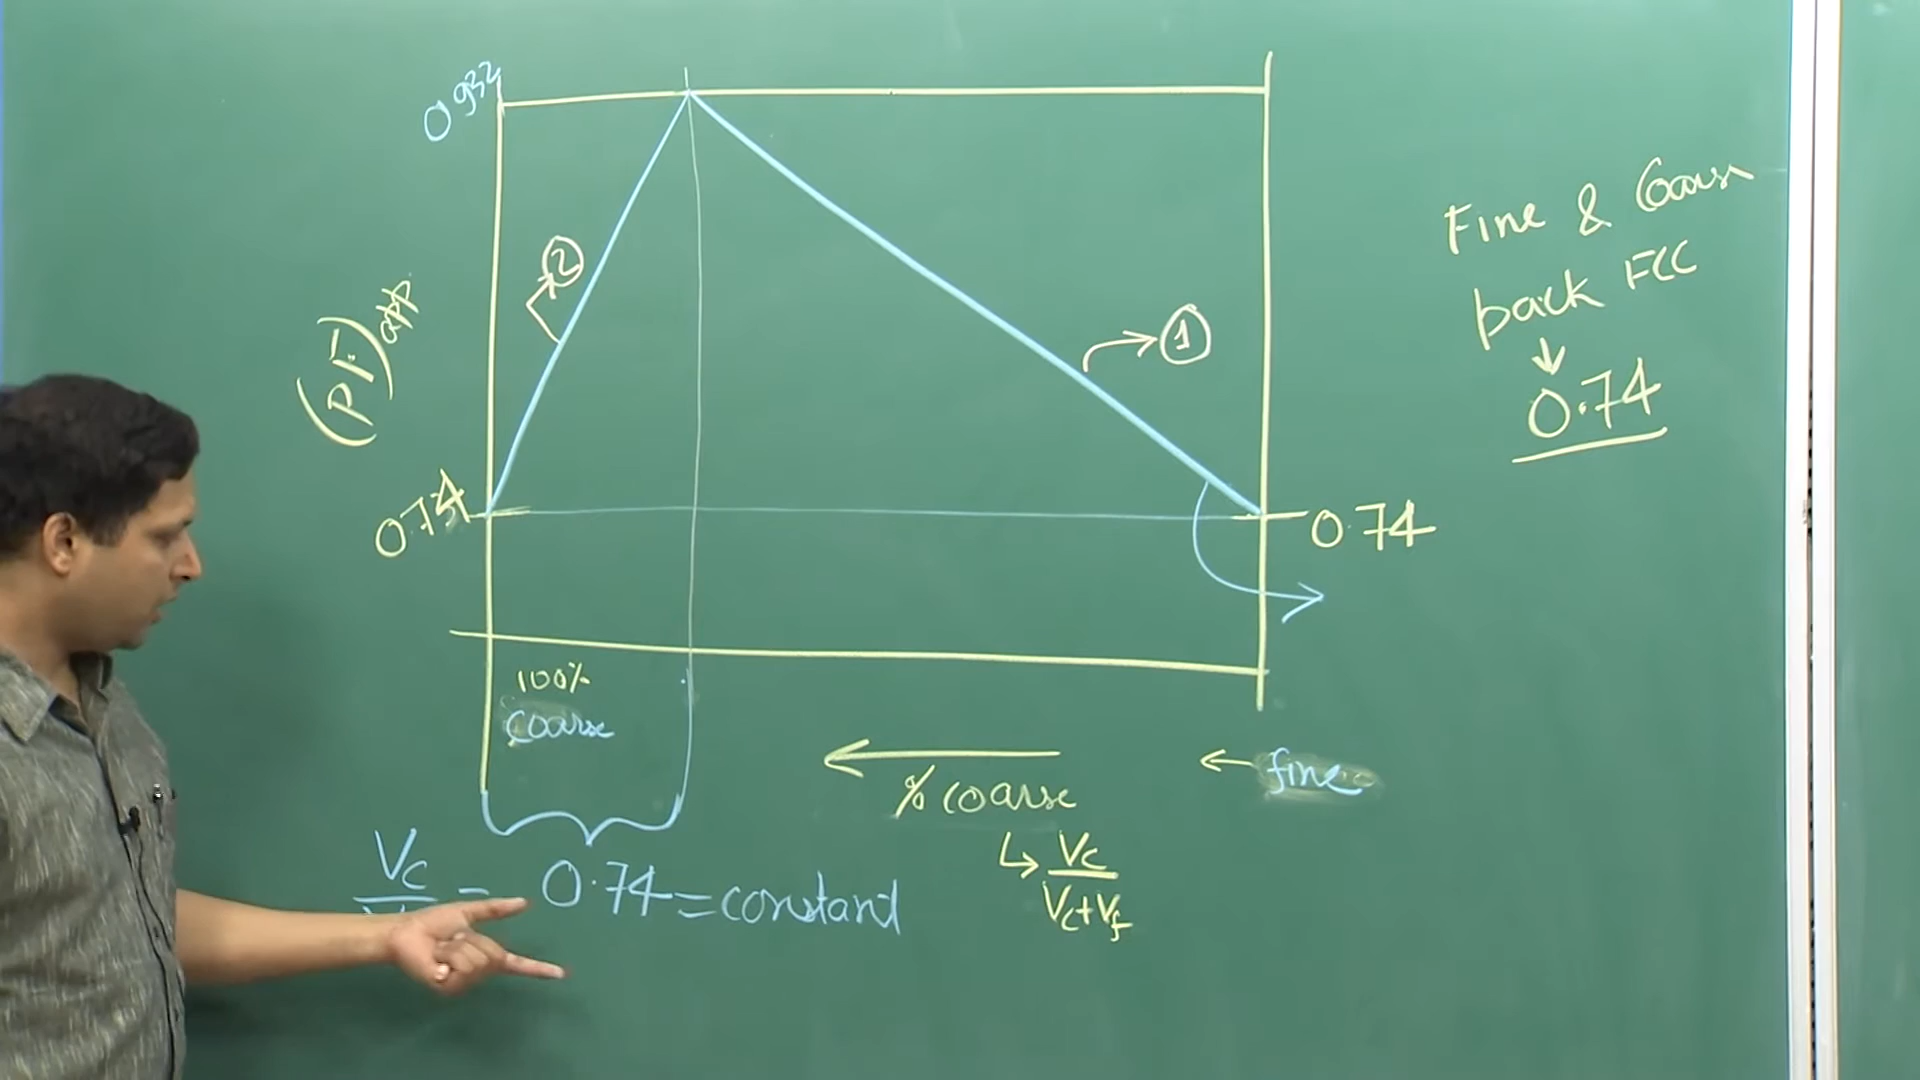 0.932
(P.F.)app
②
①
0.74
0.74
Fine & Coarse
pack FCC
↓
0.74
100%
coarse
← fine
←
% coarse
↳ Vc
Vc+Vf
Vc
= 0.74 = constant